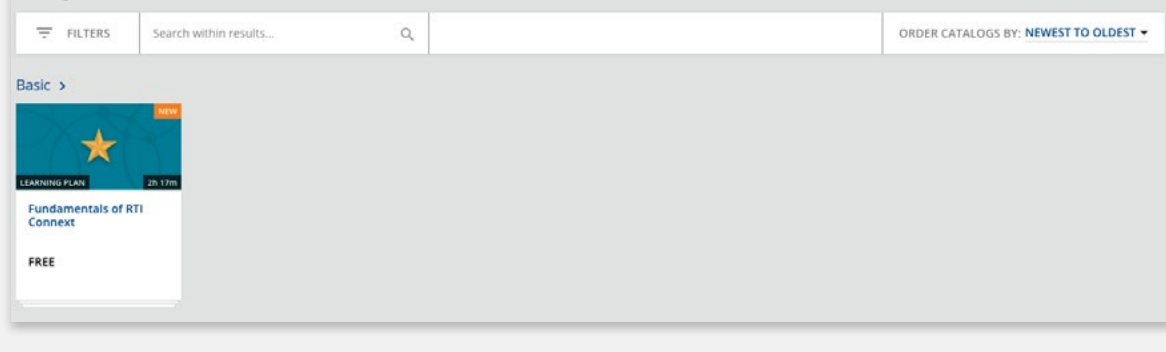 FILTERS
Search within results...
ORDER CATALOGS BY: NEWEST TO OLDEST
Basic >
NEW
LEARNING PLAN
2h 17m
Fundamentals of RTI
Connext
FREE